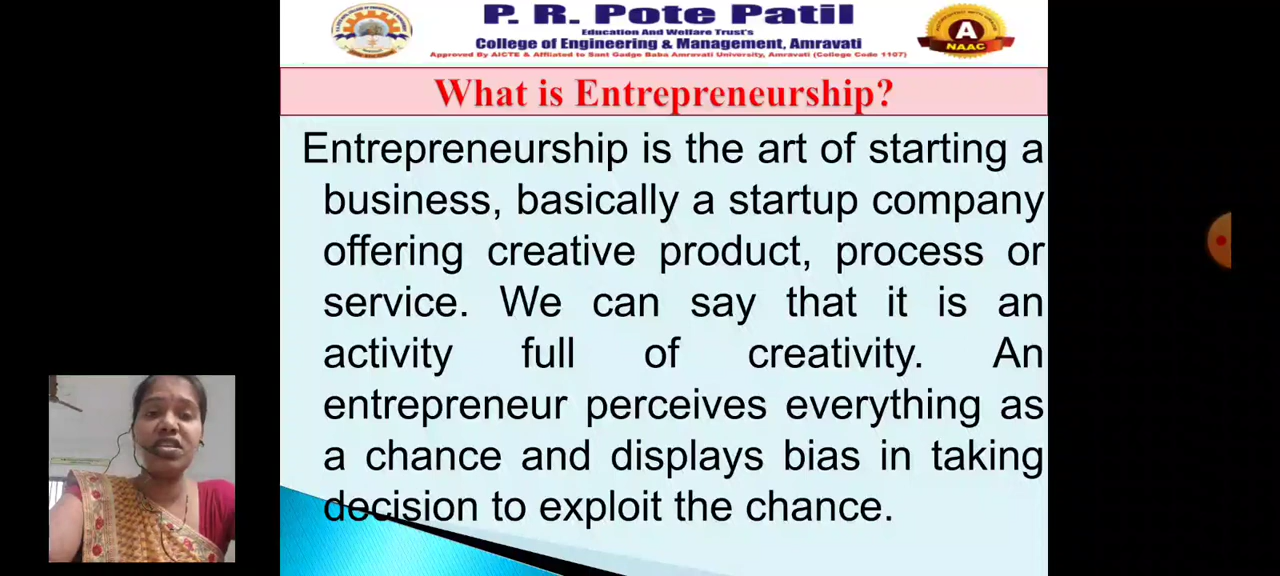 P. R. Pote Patil
Education And Welfare Trust's
College of Engineering & Management, Amravati
Approved By AICTE & Affiliated to Sant Gadge Baba Amravati University, Amravati (College Code 1107)
A
NAAC
What is Entrepreneurship?
Entrepreneurship is the art of starting a
business, basically a startup company
offering creative product, process or
service. We can say that it is an
activity full of creativity. An
entrepreneur perceives everything as
a chance and displays bias in taking
decision to exploit the chance.